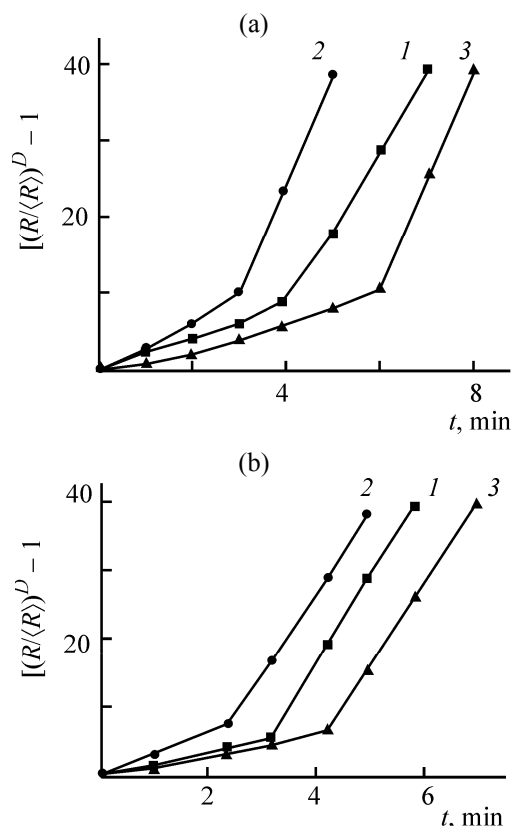 (a)
2 1 3
40
20
[(R/⟨R⟩)^D – 1
4 8
t, min
(b)
2 1 3
40
20
[(R/⟨R⟩)^D – 1
2 4 6
t, min